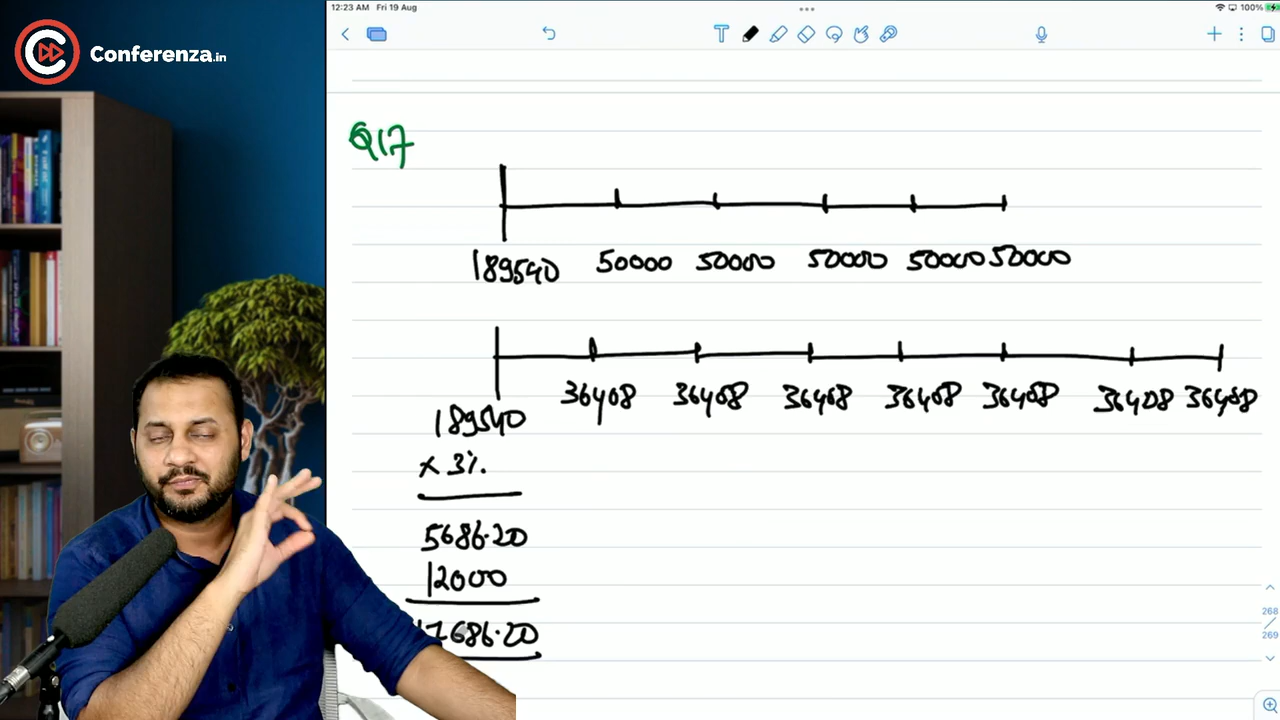 12:23 AM Fri 19 Aug
100%
Conferenza.in
Q17
189540 50000 50000 50000 50000 50000
36408 36408 36408 36408 36408 36408 36408
189540
× 3%.
5686.20
12000
17686.20
268
269